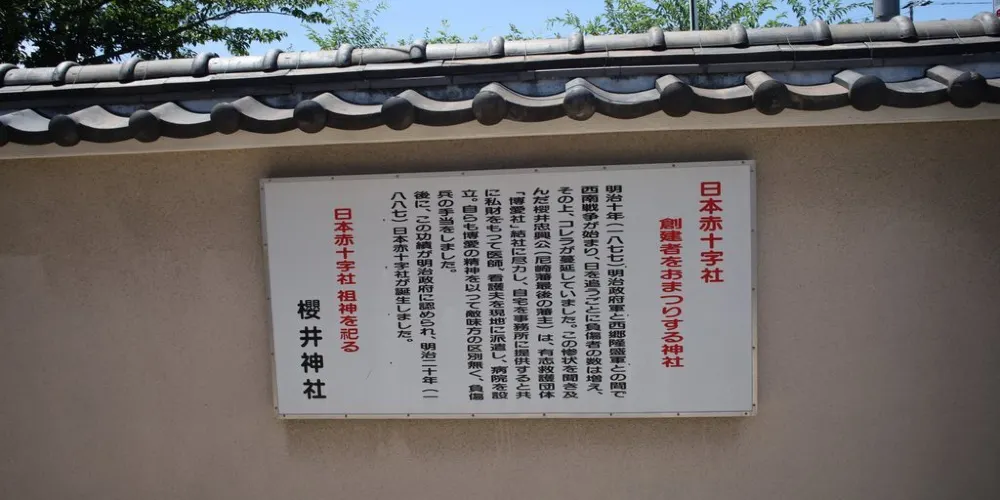 日本赤十字社
創建者をおまつりする神社
明治十年(一八七七)明治政府軍と西郷隆盛軍との間で
西南戦争が始まり、日を追うごとに負傷者の数は増え、
その上、コレラが蔓延していました。この惨状を聞き及
んだ櫻井忠興公(尼崎藩最後の藩主)は、有志救護団体
「博愛社」結社に尽力し、自宅を事務所に提供すると共
に私財をもって医師、看護夫を現地に派遣し、病院を設
立。自らも博愛の精神を以って敵味方の区別無く、負傷
兵の手当をしました。
後に、この功績が明治政府に認められ、明治二十年(一
八八七)日本赤十字社が誕生しました。
日本赤十字社 祖神を祀る
櫻井神社